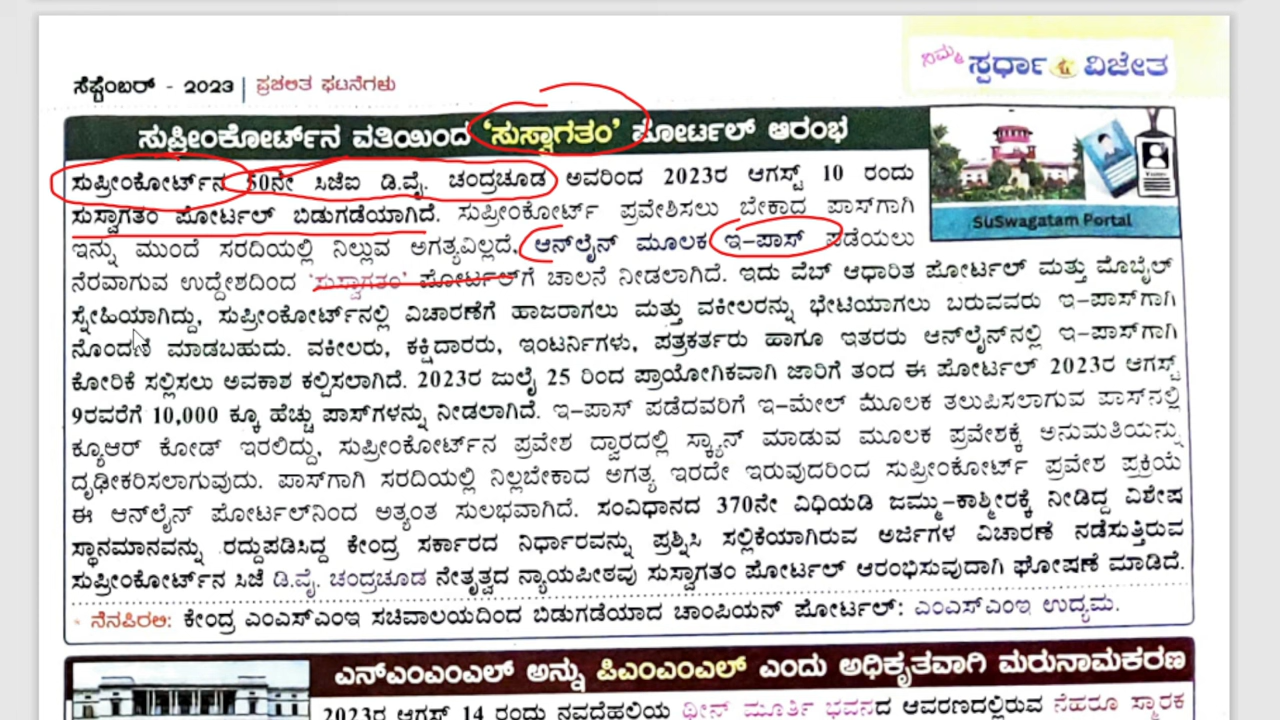 ನಿಮ್ಮ ಸ್ಪರ್ಧಾ ವಿಜೇತ
ಸೆಪ್ಟೆಂಬರ್ - 2023 | ಪ್ರಚಲಿತ ಘಟನೆಗಳು
ಸುಪ್ರೀಂಕೋರ್ಟ್‌ನ ವತಿಯಿಂದ ‘ಸುಸ್ವಾಗತಂ’ ಪೋರ್ಟಲ್ ಆರಂಭ
ಸುಪ್ರೀಂಕೋರ್ಟ್‌ನ 50ನೇ ಸಿಜೆಐ ಡಿ.ವೈ. ಚಂದ್ರಚೂಡ ಅವರಿಂದ 2023ರ ಆಗಸ್ಟ್ 10 ರಂದು
ಸುಸ್ವಾಗತಂ ಪೋರ್ಟಲ್ ಬಿಡುಗಡೆಯಾಗಿದೆ. ಸುಪ್ರೀಂಕೋರ್ಟ್ ಪ್ರವೇಶಿಸಲು ಬೇಕಾದ ಪಾಸ್‌ಗಾಗಿ
ಇನ್ನು ಮುಂದೆ ಸರದಿಯಲ್ಲಿ ನಿಲ್ಲುವ ಅಗತ್ಯವಿಲ್ಲದೆ, ಆನ್‌ಲೈನ್ ಮೂಲಕ ಇ-ಪಾಸ್ ಪಡೆಯಲು
SuSwagatam Portal
ನೆರವಾಗುವ ಉದ್ದೇಶದಿಂದ ‘ಸುಸ್ವಾಗತಂ’ ಪೋರ್ಟಲ್‌ಗೆ ಚಾಲನೆ ನೀಡಲಾಗಿದೆ. ಇದು ವೆಬ್ ಆಧಾರಿತ ಪೋರ್ಟಲ್ ಮತ್ತು ಮೊಬೈಲ್
ಸ್ನೇಹಿಯಾಗಿದ್ದು, ಸುಪ್ರೀಂಕೋರ್ಟ್‌ನಲ್ಲಿ ವಿಚಾರಣೆಗೆ ಹಾಜರಾಗಲು ಮತ್ತು ವಕೀಲರನ್ನು ಭೇಟಿಯಾಗಲು ಬರುವವರು ಇ-ಪಾಸ್‌ಗಾಗಿ
ನೊಂದಣಿ ಮಾಡಬಹುದು. ವಕೀಲರು, ಕಕ್ಷಿದಾರರು, ಇಂಟರ್ನಿಗಳು, ಪತ್ರಕರ್ತರು ಹಾಗೂ ಇತರರು ಆನ್‌ಲೈನ್‌ನಲ್ಲಿ ಇ-ಪಾಸ್‌ಗಾಗಿ
ಕೋರಿಕೆ ಸಲ್ಲಿಸಲು ಅವಕಾಶ ಕಲ್ಪಿಸಲಾಗಿದೆ. 2023ರ ಜುಲೈ 25 ರಿಂದ ಪ್ರಾಯೋಗಿಕವಾಗಿ ಜಾರಿಗೆ ತಂದ ಈ ಪೋರ್ಟಲ್ 2023ರ ಆಗಸ್ಟ್
9ರವರೆಗೆ 10,000 ಕ್ಕೂ ಹೆಚ್ಚು ಪಾಸ್‌ಗಳನ್ನು ನೀಡಲಾಗಿದೆ. ಇ-ಪಾಸ್ ಪಡೆದವರಿಗೆ ಇ-ಮೇಲ್ ಮೂಲಕ ತಲುಪಿಸಲಾಗುವ ಪಾಸ್‌ನಲ್ಲಿ
ಕ್ಯೂಆರ್ ಕೋಡ್ ಇರಲಿದ್ದು, ಸುಪ್ರೀಂಕೋರ್ಟ್‌ನ ಪ್ರವೇಶ ದ್ವಾರದಲ್ಲಿ ಸ್ಕ್ಯಾನ್ ಮಾಡುವ ಮೂಲಕ ಪ್ರವೇಶಕ್ಕೆ ಅನುಮತಿಯನ್ನು
ದೃಢೀಕರಿಸಲಾಗುವುದು. ಪಾಸ್‌ಗಾಗಿ ಸರದಿಯಲ್ಲಿ ನಿಲ್ಲಬೇಕಾದ ಅಗತ್ಯ ಇರದೇ ಇರುವುದರಿಂದ ಸುಪ್ರೀಂಕೋರ್ಟ್ ಪ್ರವೇಶ ಪ್ರಕ್ರಿಯೆ
ಈ ಆನ್‌ಲೈನ್ ಪೋರ್ಟಲ್‌ನಿಂದ ಅತ್ಯಂತ ಸುಲಭವಾಗಿದೆ. ಸಂವಿಧಾನದ 370ನೇ ವಿಧಿಯಡಿ ಜಮ್ಮು-ಕಾಶ್ಮೀರಕ್ಕೆ ನೀಡಿದ್ದ ವಿಶೇಷ
ಸ್ಥಾನಮಾನವನ್ನು ರದ್ದುಪಡಿಸಿದ್ದ ಕೇಂದ್ರ ಸರ್ಕಾರದ ನಿರ್ಧಾರವನ್ನು ಪ್ರಶ್ನಿಸಿ ಸಲ್ಲಿಕೆಯಾಗಿರುವ ಅರ್ಜಿಗಳ ವಿಚಾರಣೆ ನಡೆಸುತ್ತಿರುವ
ಸುಪ್ರೀಂಕೋರ್ಟ್‌ನ ಸಿಜೆ ಡಿ.ವೈ. ಚಂದ್ರಚೂಡ ನೇತೃತ್ವದ ನ್ಯಾಯಪೀಠವು ಸುಸ್ವಾಗತಂ ಪೋರ್ಟಲ್ ಆರಂಭಿಸುವುದಾಗಿ ಘೋಷಣೆ ಮಾಡಿದೆ.
• ನೆನಪಿರಲಿ: ಕೇಂದ್ರ ಎಂಎಸ್‌ಎಂಇ ಸಚಿವಾಲಯದಿಂದ ಬಿಡುಗಡೆಯಾದ ಚಾಂಪಿಯನ್ ಪೋರ್ಟಲ್: ಎಂಎಸ್‌ಎಂಇ ಉದ್ಯಮ.
ಎನ್‌ಎಂಎಂಎಲ್ ಅನ್ನು ಪಿಎಂಎಂಎಲ್ ಎಂದು ಅಧಿಕೃತವಾಗಿ ಮರುನಾಮಕರಣ
2023ರ ಆಗಸ್ಟ್ 14 ರಂದು ನವದೆಹಲಿಯ ಥೀನ್ ಮೂರ್ತಿ ಭವನದ ಆವರಣದಲ್ಲಿರುವ ನೆಹರೂ ಸ್ಮಾರಕ